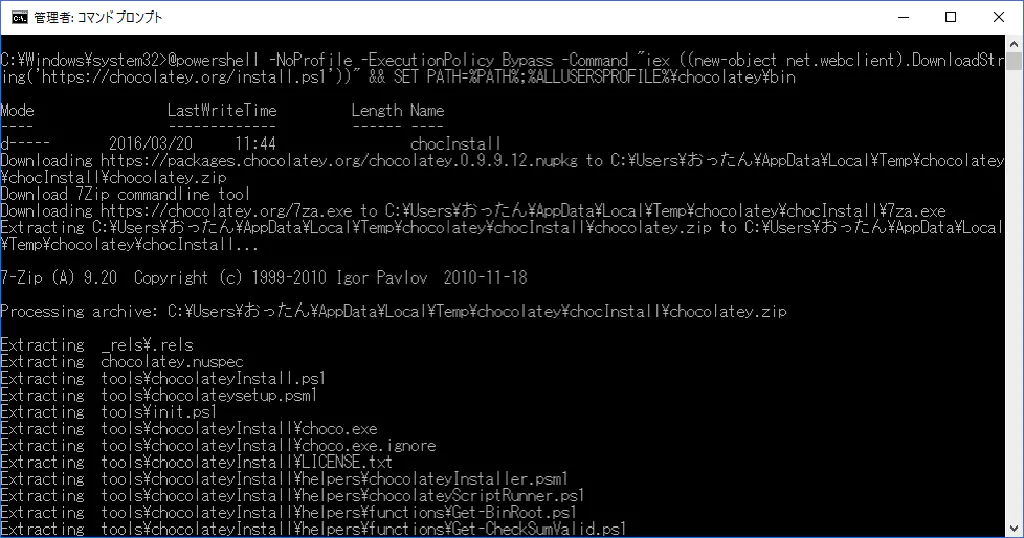 管理者: コマンドプロンプト
C:¥Windows¥system32>@powershell -NoProfile -ExecutionPolicy Bypass -Command "iex ((new-object net.webclient).DownloadStr
ing('https://chocolatey.org/install.ps1'))" && SET PATH=%PATH%;%ALLUSERSPROFILE%¥chocolatey¥bin
Mode                LastWriteTime         Length Name
----                -------------         ------ ----
d-----       2016/03/20     11:44                chocInstall
Downloading https://packages.chocolatey.org/chocolatey.0.9.9.12.nupkg to C:¥Users¥おったん¥AppData¥Local¥Temp¥chocolatey
¥chocInstall¥chocolatey.zip
Download 7Zip commandline tool
Downloading https://chocolatey.org/7za.exe to C:¥Users¥おったん¥AppData¥Local¥Temp¥chocolatey¥chocInstall¥7za.exe
Extracting C:¥Users¥おったん¥AppData¥Local¥Temp¥chocolatey¥chocInstall¥chocolatey.zip to C:¥Users¥おったん¥AppData¥Local
¥Temp¥chocolatey¥chocInstall...
7-Zip (A) 9.20  Copyright (c) 1999-2010 Igor Pavlov  2010-11-18
Processing archive: C:¥Users¥おったん¥AppData¥Local¥Temp¥chocolatey¥chocInstall¥chocolatey.zip
Extracting  _rels¥.rels
Extracting  chocolatey.nuspec
Extracting  tools¥chocolateyInstall.ps1
Extracting  tools¥chocolateysetup.psm1
Extracting  tools¥init.ps1
Extracting  tools¥chocolateyInstall¥choco.exe
Extracting  tools¥chocolateyInstall¥choco.exe.ignore
Extracting  tools¥chocolateyInstall¥LICENSE.txt
Extracting  tools¥chocolateyInstall¥helpers¥chocolateyInstaller.psm1
Extracting  tools¥chocolateyInstall¥helpers¥chocolateyScriptRunner.ps1
Extracting  tools¥chocolateyInstall¥helpers¥functions¥Get-BinRoot.ps1
Extracting  tools¥chocolateyInstall¥helpers¥functions¥Get-CheckSumValid.ps1